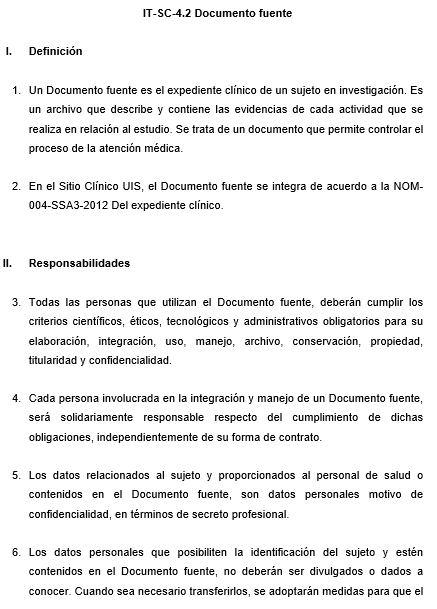 IT-SC-4.2 Documento fuente
I. Definición
1. Un Documento fuente es el expediente clínico de un sujeto en investigación. Es
un archivo que describe y contiene las evidencias de cada actividad que se
realiza en relación al estudio. Se trata de un documento que permite controlar el
proceso de la atención médica.
2. En el Sitio Clínico UIS, el Documento fuente se integra de acuerdo a la NOM-
004-SSA3-2012 Del expediente clínico.
II. Responsabilidades
3. Todas las personas que utilizan el Documento fuente, deberán cumplir los
criterios científicos, éticos, tecnológicos y administrativos obligatorios para su
elaboración, integración, uso, manejo, archivo, conservación, propiedad,
titularidad y confidencialidad.
4. Cada persona involucrada en la integración y manejo de un Documento fuente,
será solidariamente responsable respecto del cumplimiento de dichas
obligaciones, independientemente de su forma de contrato.
5. Los datos relacionados al sujeto y proporcionados al personal de salud o
contenidos en el Documento fuente, son datos personales motivo de
confidencialidad, en términos de secreto profesional.
6. Los datos personales que posibiliten la identificación del sujeto y estén
contenidos en el Documento fuente, no deberán ser divulgados o dados a
conocer. Cuando sea necesario transferirlos, se adoptarán medidas para que el